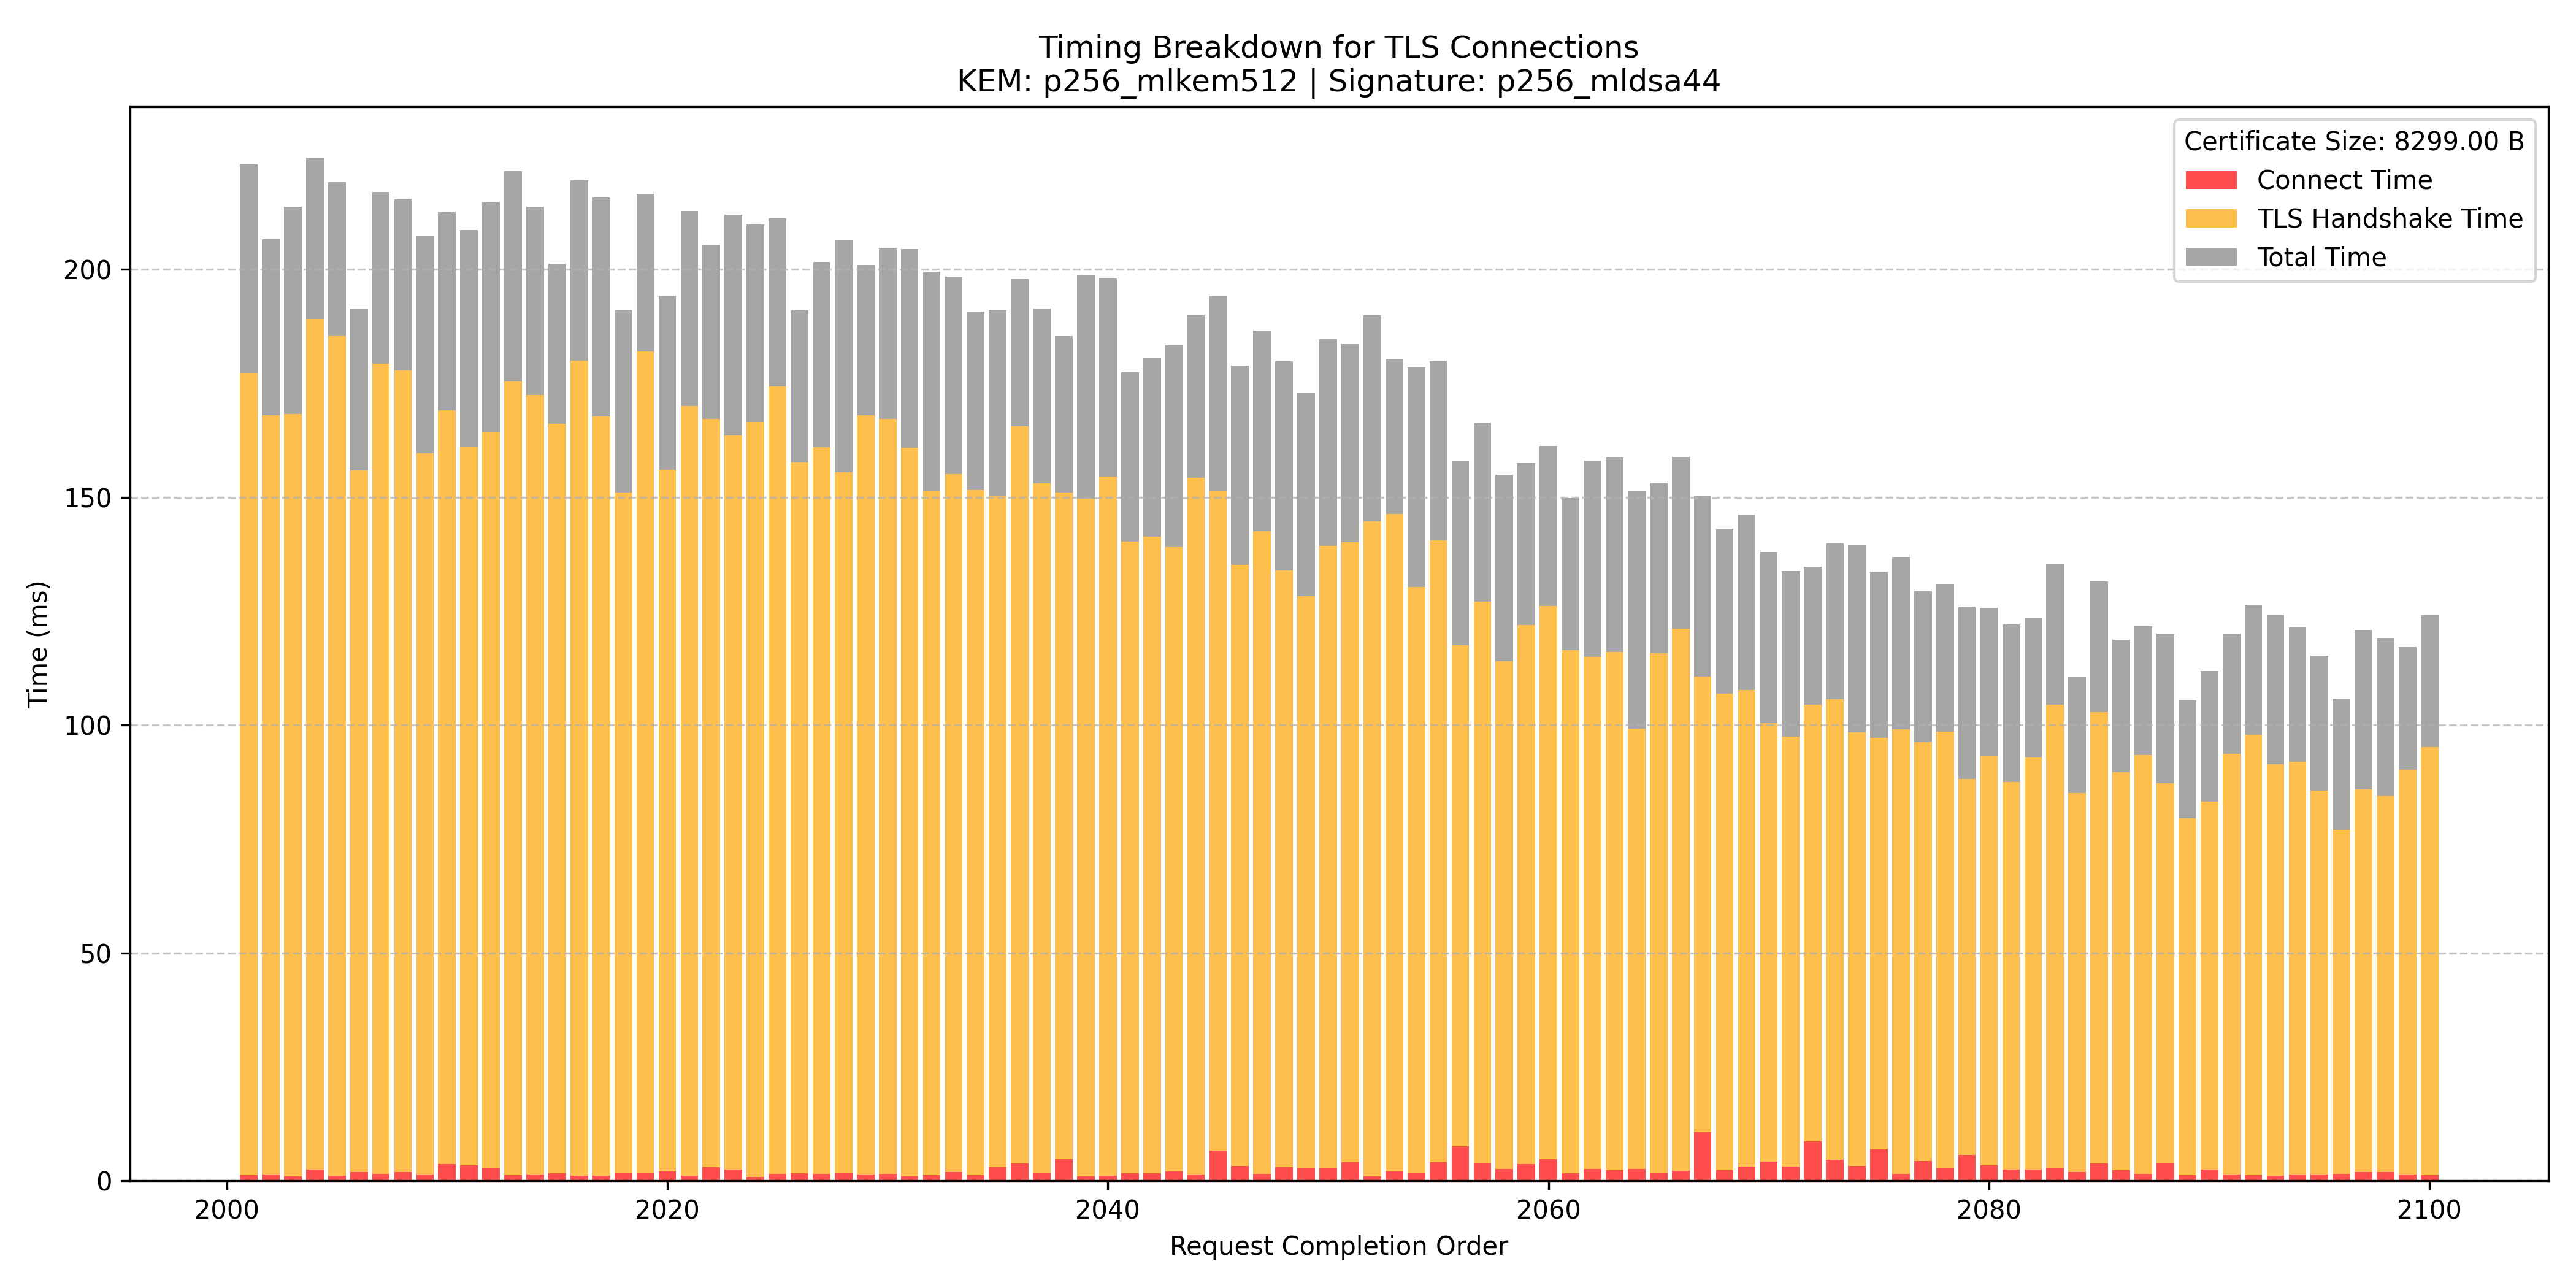 Timing Breakdown for TLS Connections
KEM: p256_mlkem512 | Signature: p256_mldsa44
Certificate Size: 8299.00 B
Connect Time
TLS Handshake Time
Total Time
Time (ms)
200
150
100
50
0
2000 2020 2040 2060 2080 2100
Request Completion Order